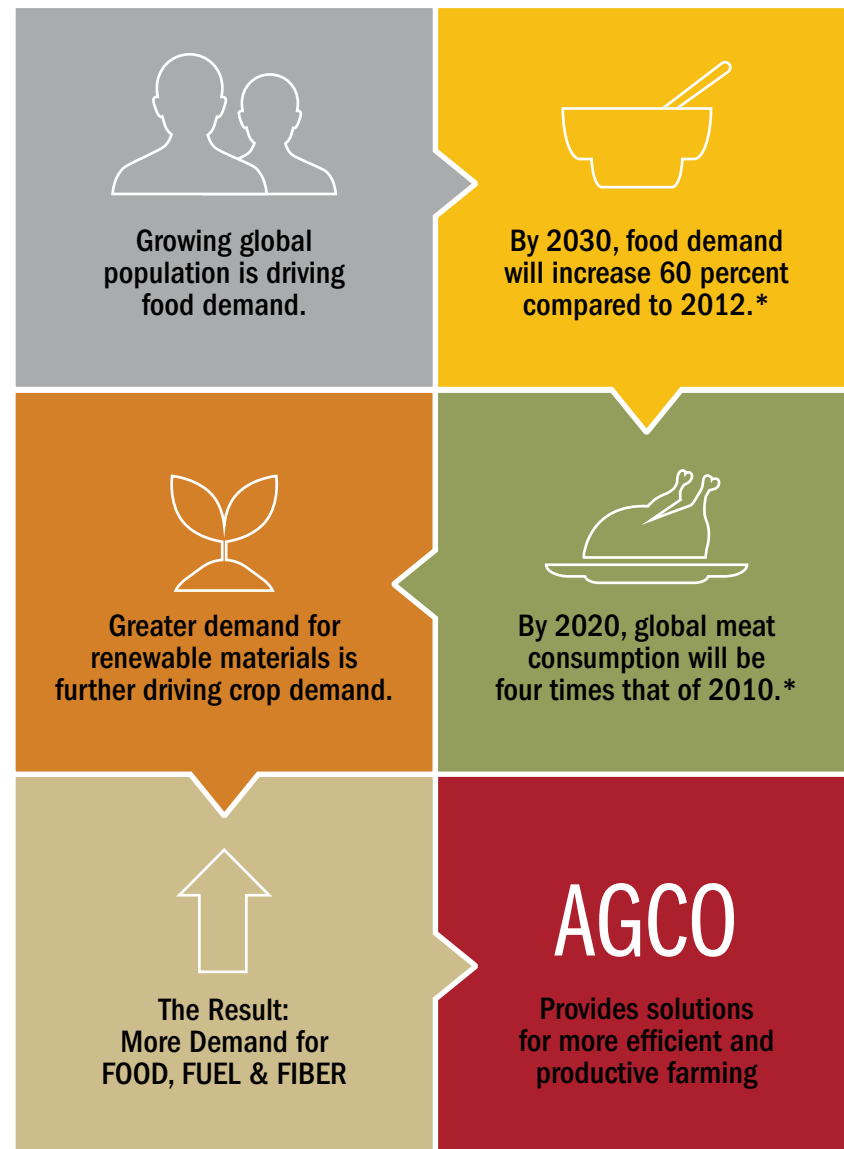 Growing global
population is driving
food demand.
By 2030, food demand
will increase 60 percent
compared to 2012.*
By 2020, global meat
consumption will be
four times that of 2010.*
Greater demand for
renewable materials is
further driving crop demand.
The Result:
More Demand for
FOOD, FUEL & FIBER
AGCO
Provides solutions
for more efficient and
productive farming